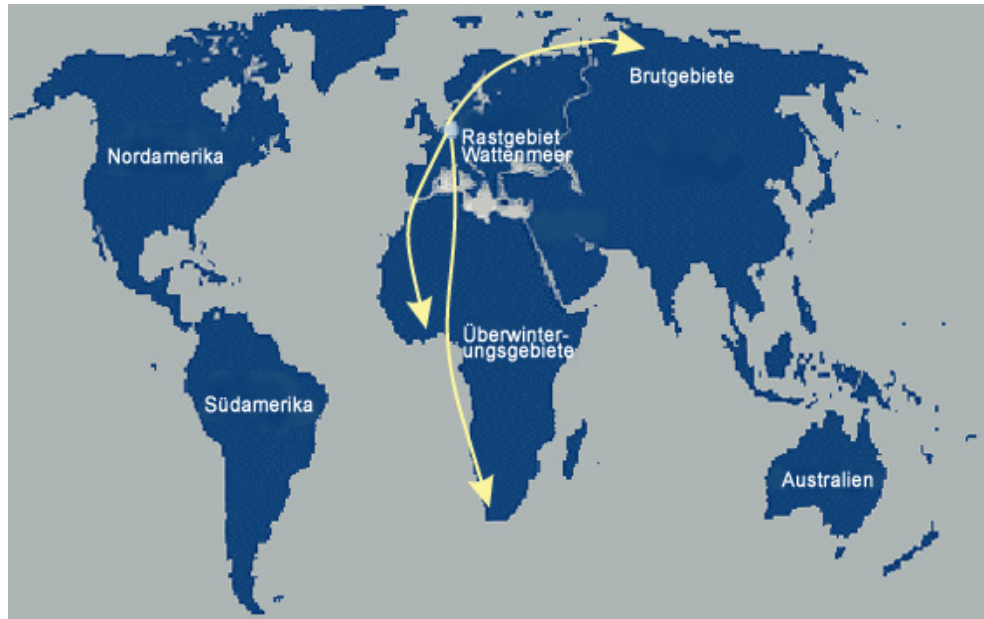 Brutgebiete
Rastgebiet
Wattenmeer
Nordamerika
Überwinter-
ungsgebiete
Südamerika
Australien